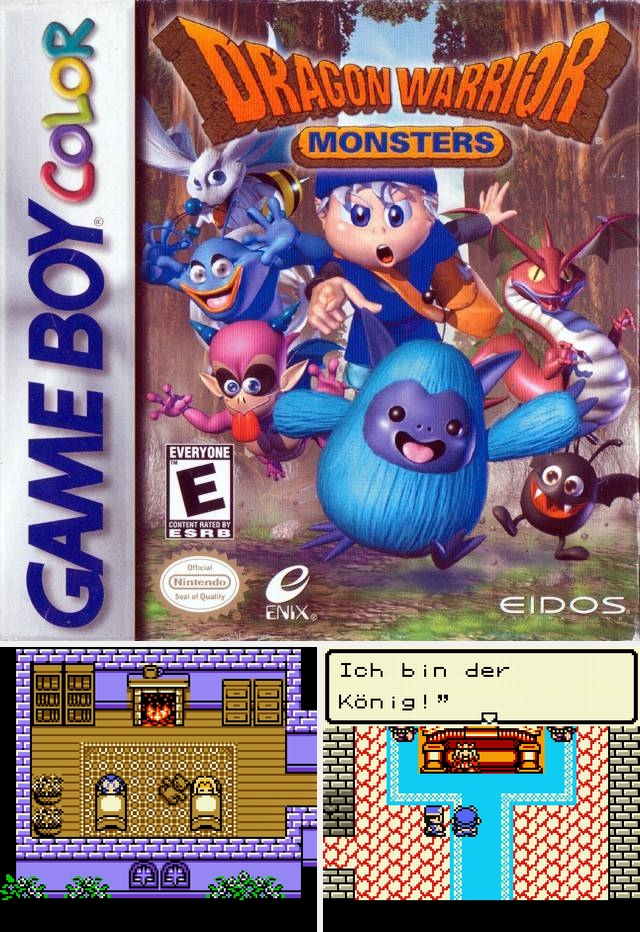 GAME BOY COLOR
®
DRAGON WARRIOR
MONSTERS
EVERYONE
™
E
CONTENT RATED BY
ESRB
Official
Nintendo
Seal of Quality
®
e
ENIX®
EIDOS
Ich bin der
König!”